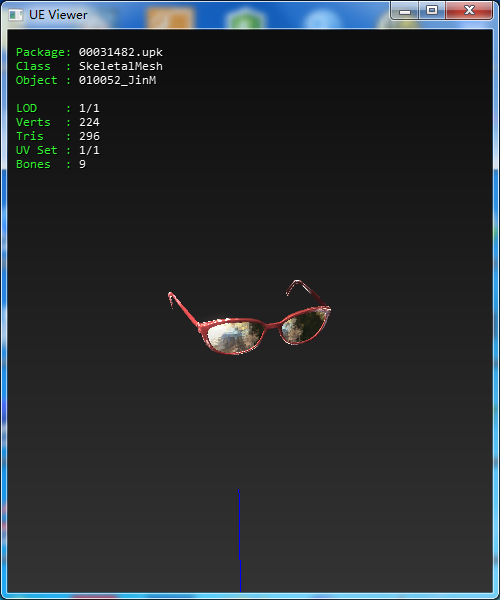 UE Viewer
Package: 00031482.upk
Class : SkeletalMesh
Object : 010052_JinM
LOD : 1/1
Verts : 224
Tris : 296
UV Set : 1/1
Bones : 9